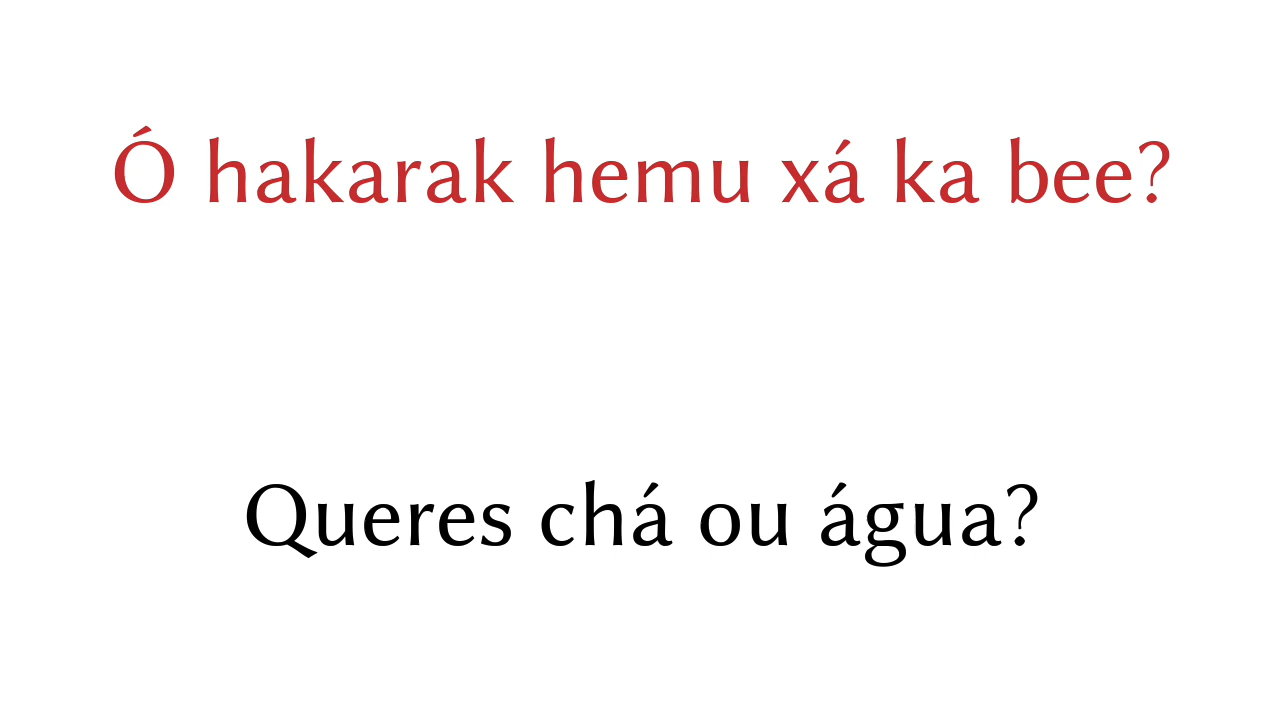 Ó hakarak hemu xá ka bee?
Queres chá ou água?